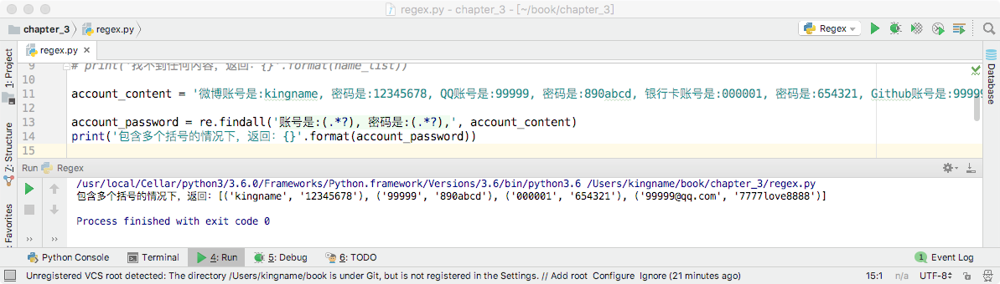 regex.py - chapter_3 - [~/book/chapter_3]
chapter_3 regex.py Regex
1: Project
regex.py
9 # print('找不到任何内容，返回：{}'.format(name_list))
10
11 account_content = '微博账号是:kingname, 密码是:12345678, QQ账号是:99999, 密码是:890abcd, 银行卡账号是:000001, 密码是:654321, Github账号是:99999
12
13 account_password = re.findall('账号是:(.*?), 密码是:(.*?),', account_content)
14 print('包含多个括号的情况下，返回：{}'.format(account_password))
15
Database
Z: Structure
Run Regex
/usr/local/Cellar/python3/3.6.0/Frameworks/Python.framework/Versions/3.6/bin/python3.6 /Users/kingname/book/chapter_3/regex.py
包含多个括号的情况下，返回：[('kingname', '12345678'), ('99999', '890abcd'), ('000001', '654321'), ('99999@qq.com', '7777love8888')]
Process finished with exit code 0
: Favorites
Python Console Terminal 4: Run 5: Debug 6: TODO 1 Event Log
Unregistered VCS root detected: The directory /Users/kingname/book is under Git, but is not registered in the Settings. // Add root Configure Ignore (21 minutes ago) 15:1 n/a UTF-8